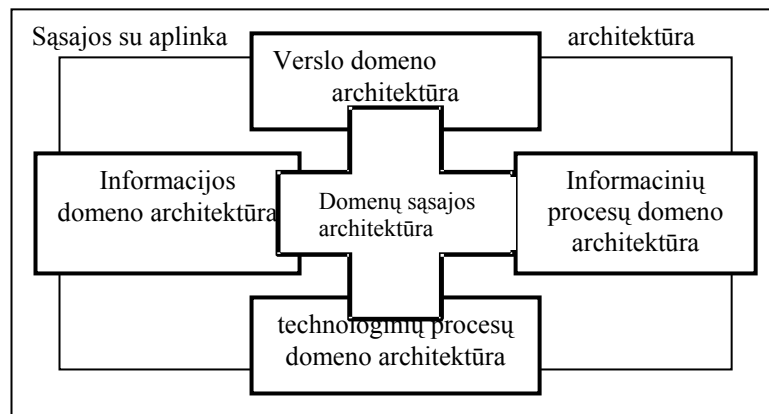 Sąsajos su aplinka architektūra
Verslo domeno
architektūra
Informacijos
domeno architektūra
Domenų sąsajos
architektūra
Informacinių
procesų domeno
architektūra
technologinių procesų
domeno architektūra